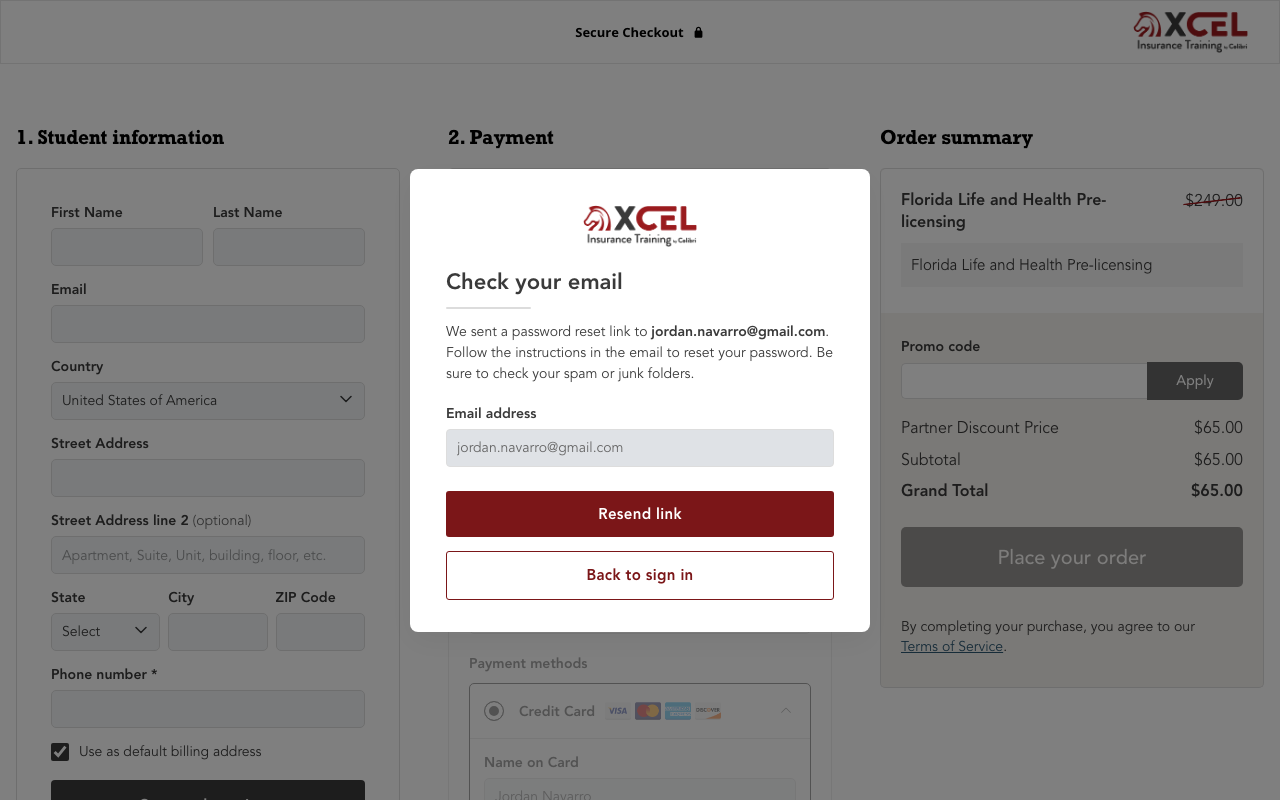 Secure Checkout
XCEL
Insurance Training by Calibri
1. Student information
First Name
Last Name
Email
Country
United States of America
Street Address
Street Address line 2 (optional)
Apartment, Suite, Unit, building, floor, etc.
State
City
ZIP Code
Select
Phone number *
Use as default billing address
2. Payment
XCEL
Insurance Training by Calibri
Check your email
We sent a password reset link to jordan.navarro@gmail.com.
Follow the instructions in the email to reset your password. Be
sure to check your spam or junk folders.
Email address
jordan.navarro@gmail.com
Resend link
Back to sign in
Payment methods
Credit Card
VISA
DISCOVER
Name on Card
Jordan Navarro
Order summary
Florida Life and Health Pre-
licensing
$249.00
Florida Life and Health Pre-licensing
Promo code
Apply
Partner Discount Price
$65.00
Subtotal
$65.00
Grand Total
$65.00
Place your order
By completing your purchase, you agree to our
Terms of Service.